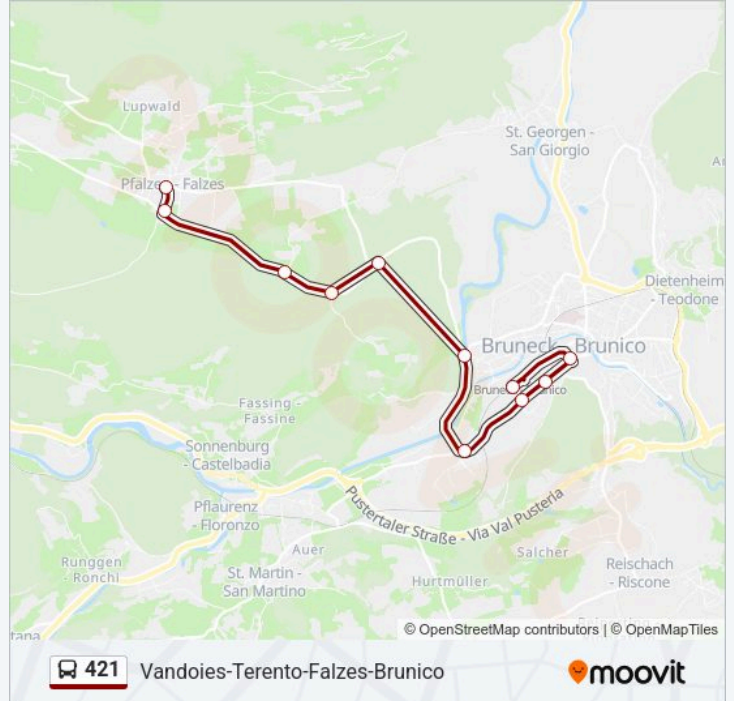 Lupwald
St. Georgen -
San Giorgio
Pfalzen - Falzes
Dietenheim
- Teodone
Bruneck - Brunico
Fassing -
Fassine
Sonnenburg
- Castelbadia
Pflaurenz
- Floronzo
Pustertaler Straße - Via Val Pusteria
Auer
Salcher
Runggen
- Ronchi
St. Martin -
San Martino
Hurtmüller
Reischach
- Riscone
tana
© OpenStreetMap contributors | © OpenMapTiles
421 Vandoies-Terento-Falzes-Brunico
moovit